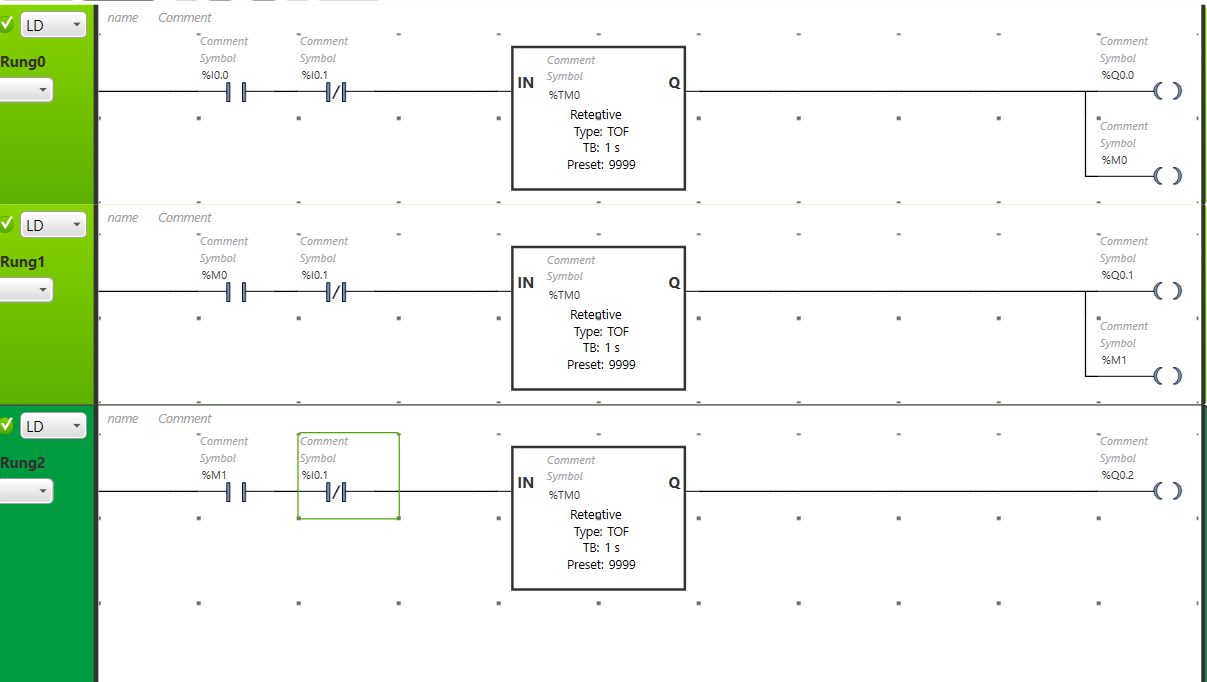 LD
name Comment
Rung0
Comment Comment
Symbol Symbol
%I0.0 %I0.1
Comment
Symbol
IN %TM0 Q
Retentive
Type: TOF
TB: 1 s
Preset: 9999
Comment
Symbol
%Q0.0
Comment
Symbol
%M0
LD
name Comment
Rung1
Comment Comment
Symbol Symbol
%M0 %I0.1
Comment
Symbol
IN %TM0 Q
Retentive
Type: TOF
TB: 1 s
Preset: 9999
Comment
Symbol
%Q0.1
Comment
Symbol
%M1
LD
name Comment
Rung2
Comment Comment
Symbol Symbol
%M1 %I0.1
Comment
Symbol
IN %TM0 Q
Retentive
Type: TOF
TB: 1 s
Preset: 9999
Comment
Symbol
%Q0.2